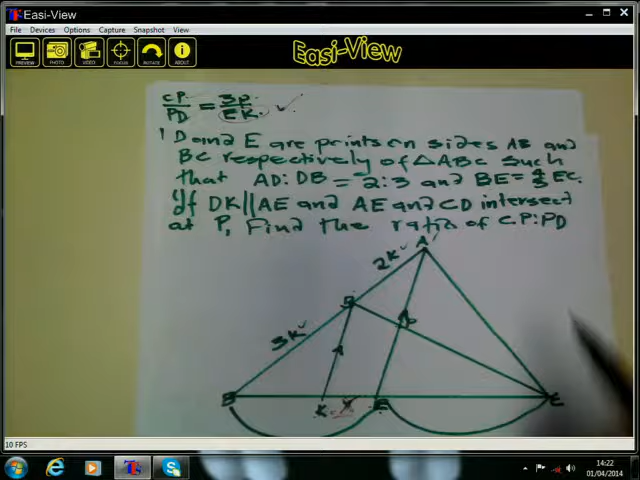 Easi-View
File Devices Options Capture Snapshot View
PREVIEW PHOTO VIDEO FOCUS ROTATE ABOUT
Easi-View
CP/PD = 3p/EK ✓
1 D and E are points on sides AB and
BC respectively of △ABC such
that AD:DB = 2:3 and BE = 4/3 EC.
If DK||AE and AE and CD intersect
at P, Find the ratio of CP:PD
A
2K
3K
B
K
E
C
10 FPS
14:22
01/04/2014